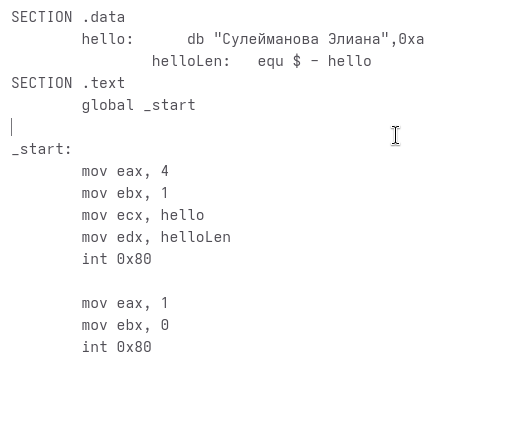 SECTION .data
hello: db "Сулейманова Элиана",0xa
helloLen: equ $ - hello
SECTION .text
global _start
_start:
mov eax, 4
mov ebx, 1
mov ecx, hello
mov edx, helloLen
int 0x80
mov eax, 1
mov ebx, 0
int 0x80